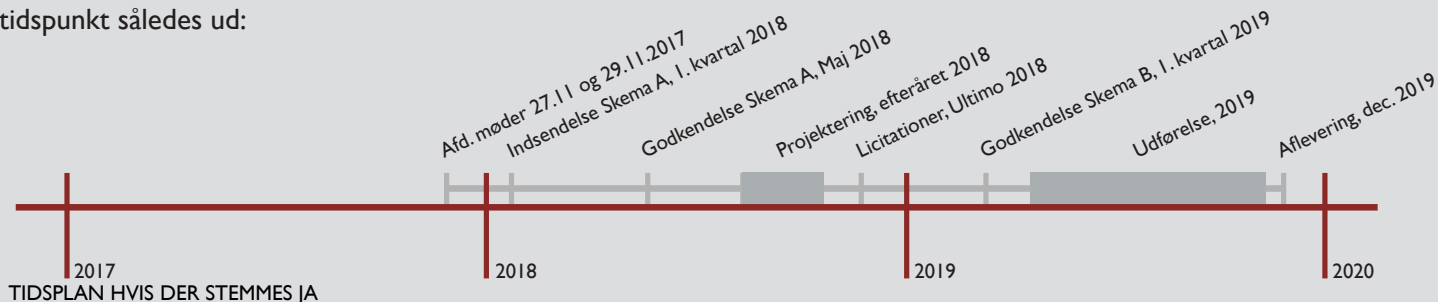 tidspunkt således ud:
Afd. møder 27.11 og 29.11.2017
Indsendelse Skema A, 1. kvartal 2018
Godkendelse Skema A, Maj 2018
Projektering, efteråret 2018
Licitationer, Ultimo 2018
Godkendelse Skema B, 1. kvartal 2019
Udførelse, 2019
Aflevering, dec. 2019
2017
2018
2019
2020
TIDSPLAN HVIS DER STEMMES JA